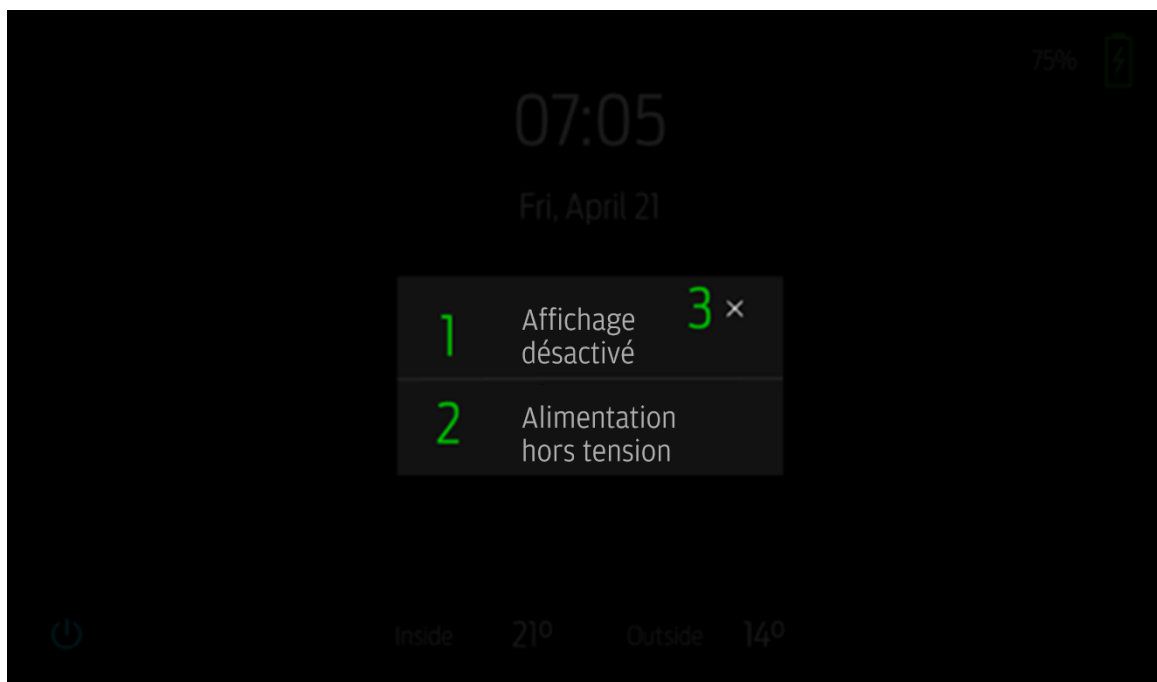 75%
07:05
Fri, April 21
3 ×
1 Affichage
désactivé
2 Alimentation
hors tension
Inside 21° Outside 14°